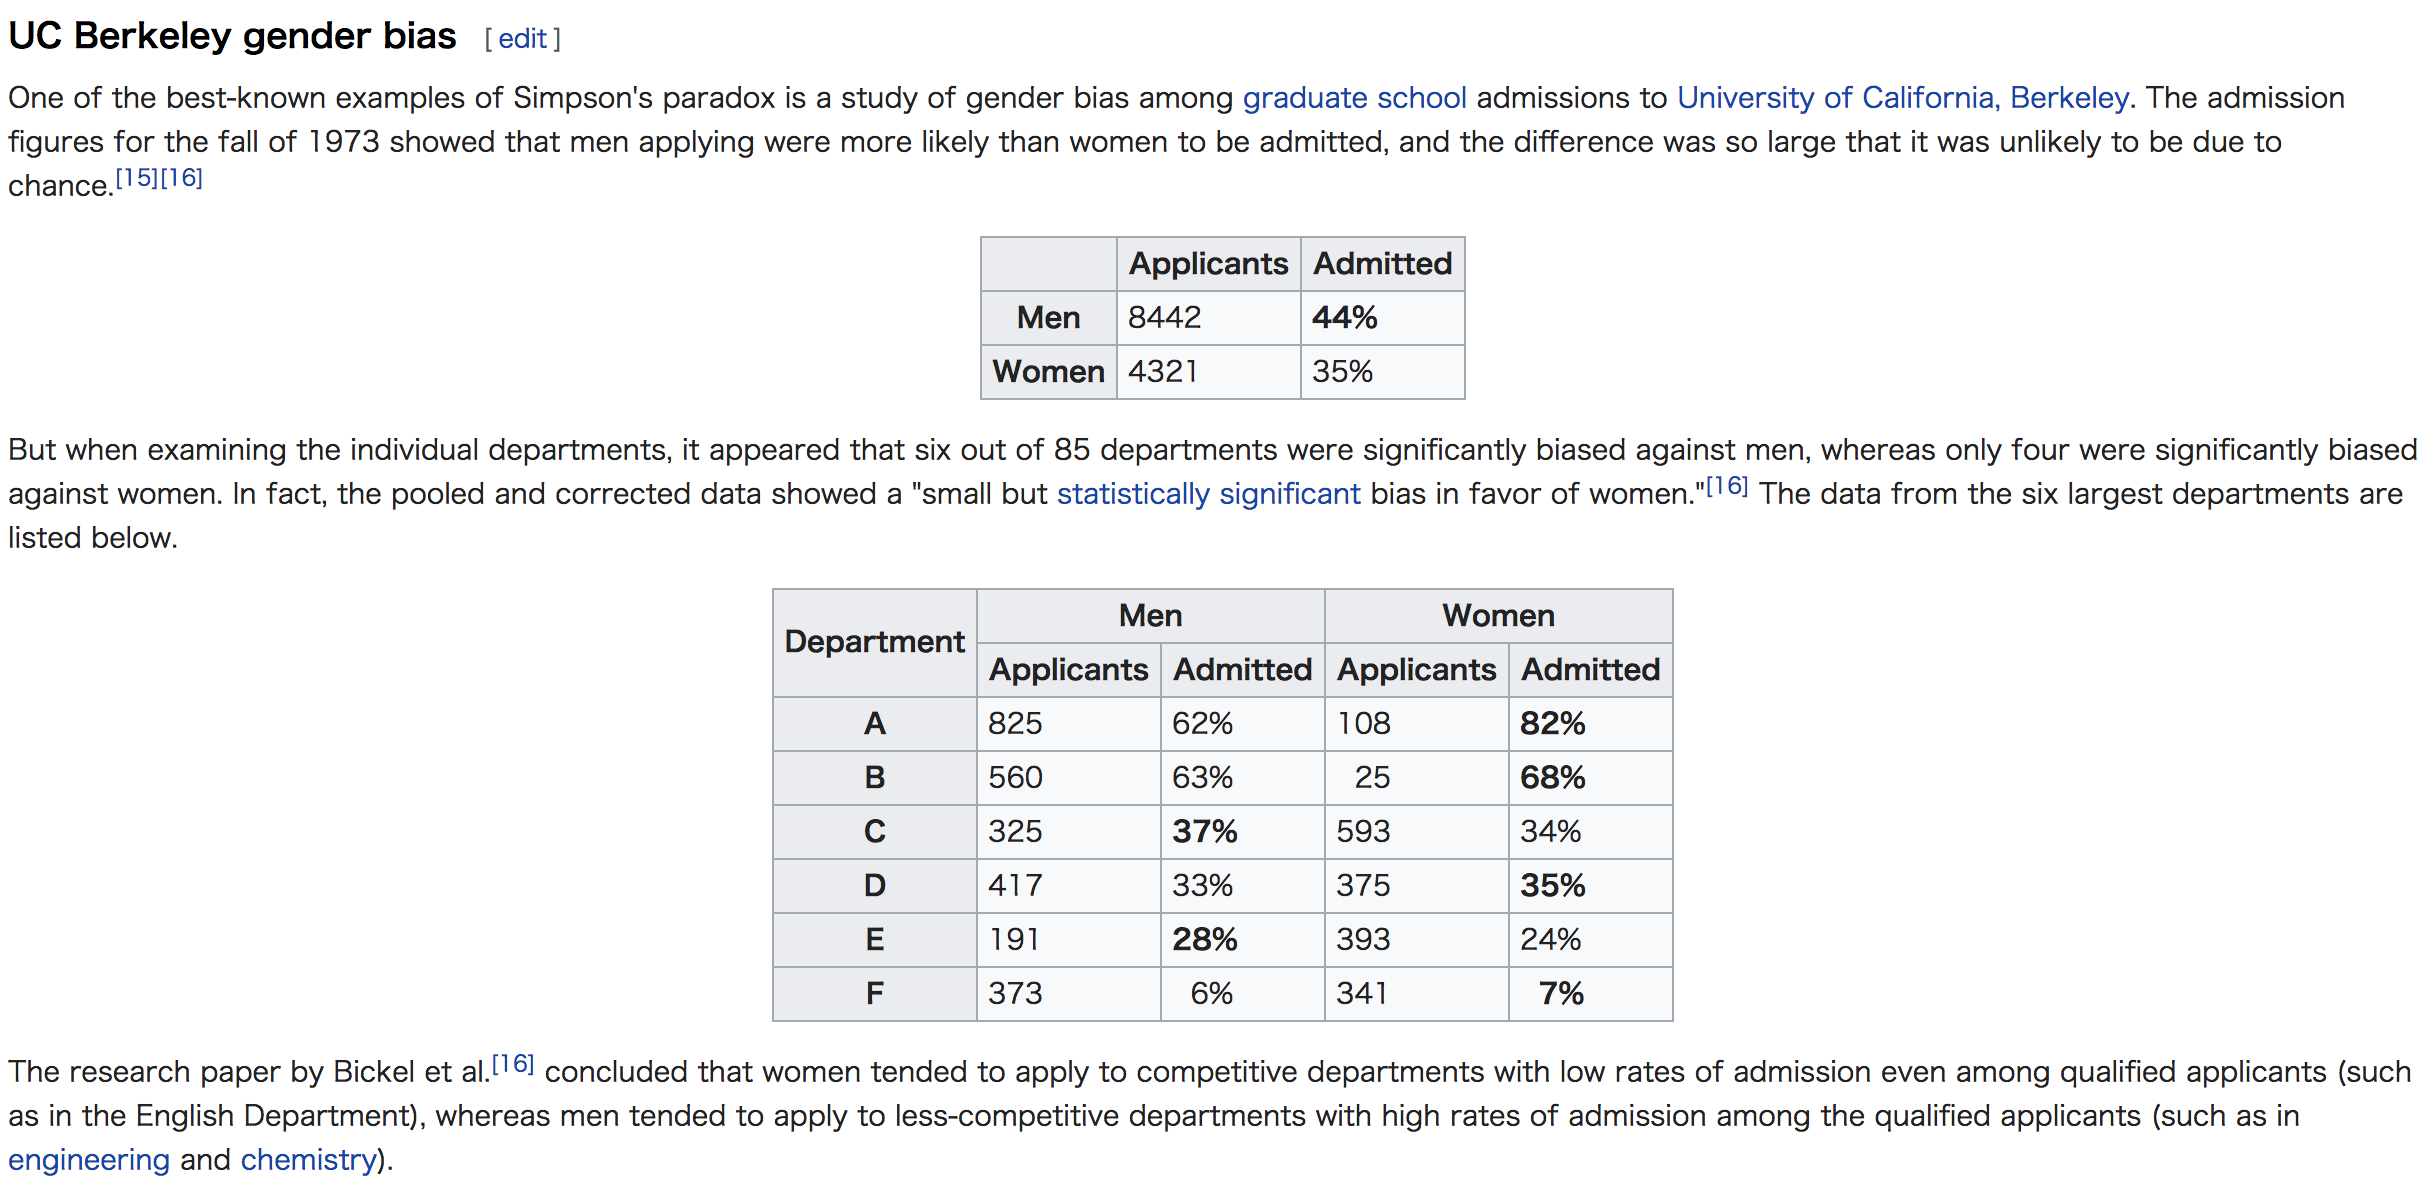 UC Berkeley gender bias [ edit ]
One of the best-known examples of Simpson's paradox is a study of gender bias among graduate school admissions to University of California, Berkeley. The admission
figures for the fall of 1973 showed that men applying were more likely than women to be admitted, and the difference was so large that it was unlikely to be due to
chance.[15][16]
Applicants Admitted
Men 8442 44%
Women 4321 35%
But when examining the individual departments, it appeared that six out of 85 departments were significantly biased against men, whereas only four were significantly biased
against women. In fact, the pooled and corrected data showed a "small but statistically significant bias in favor of women."[16] The data from the six largest departments are
listed below.
Department Men Women
Applicants Admitted Applicants Admitted
A 825 62% 108 82%
B 560 63% 25 68%
C 325 37% 593 34%
D 417 33% 375 35%
E 191 28% 393 24%
F 373 6% 341 7%
The research paper by Bickel et al.[16] concluded that women tended to apply to competitive departments with low rates of admission even among qualified applicants (such
as in the English Department), whereas men tended to apply to less-competitive departments with high rates of admission among the qualified applicants (such as in
engineering and chemistry).